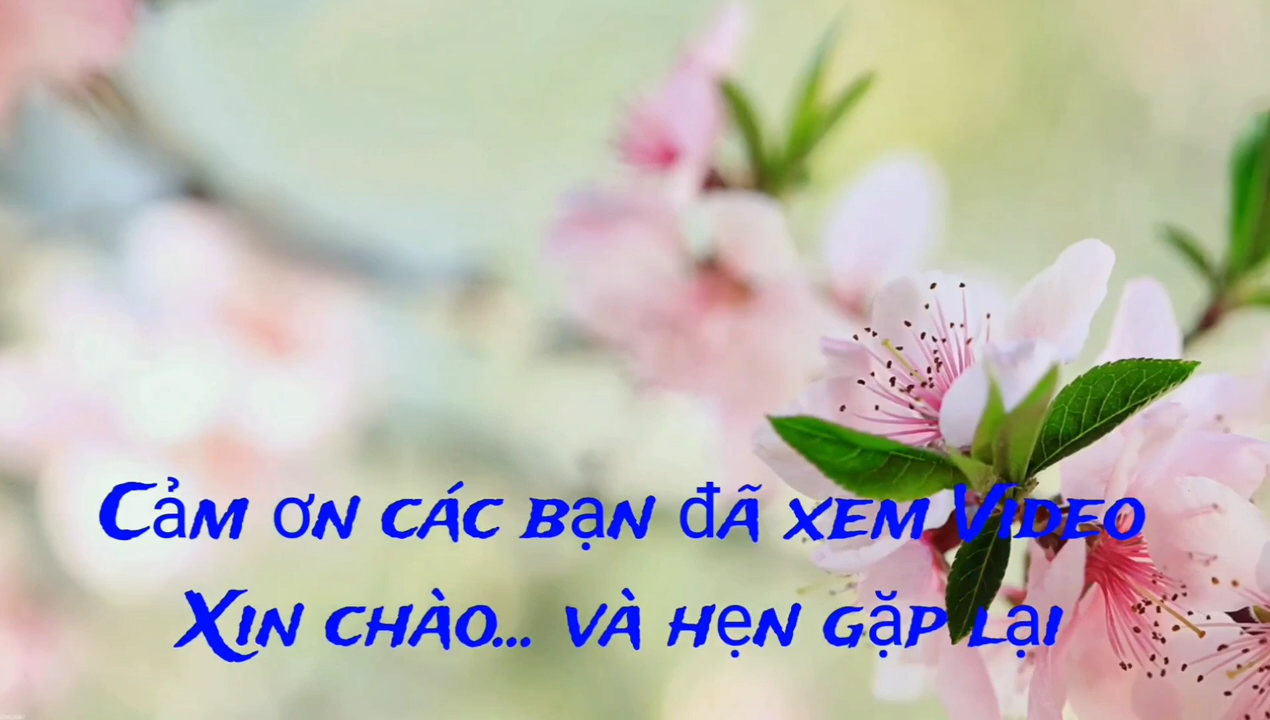 Cảm ơn các bạn đã xem Video
Xin chào... và hẹn gặp lại